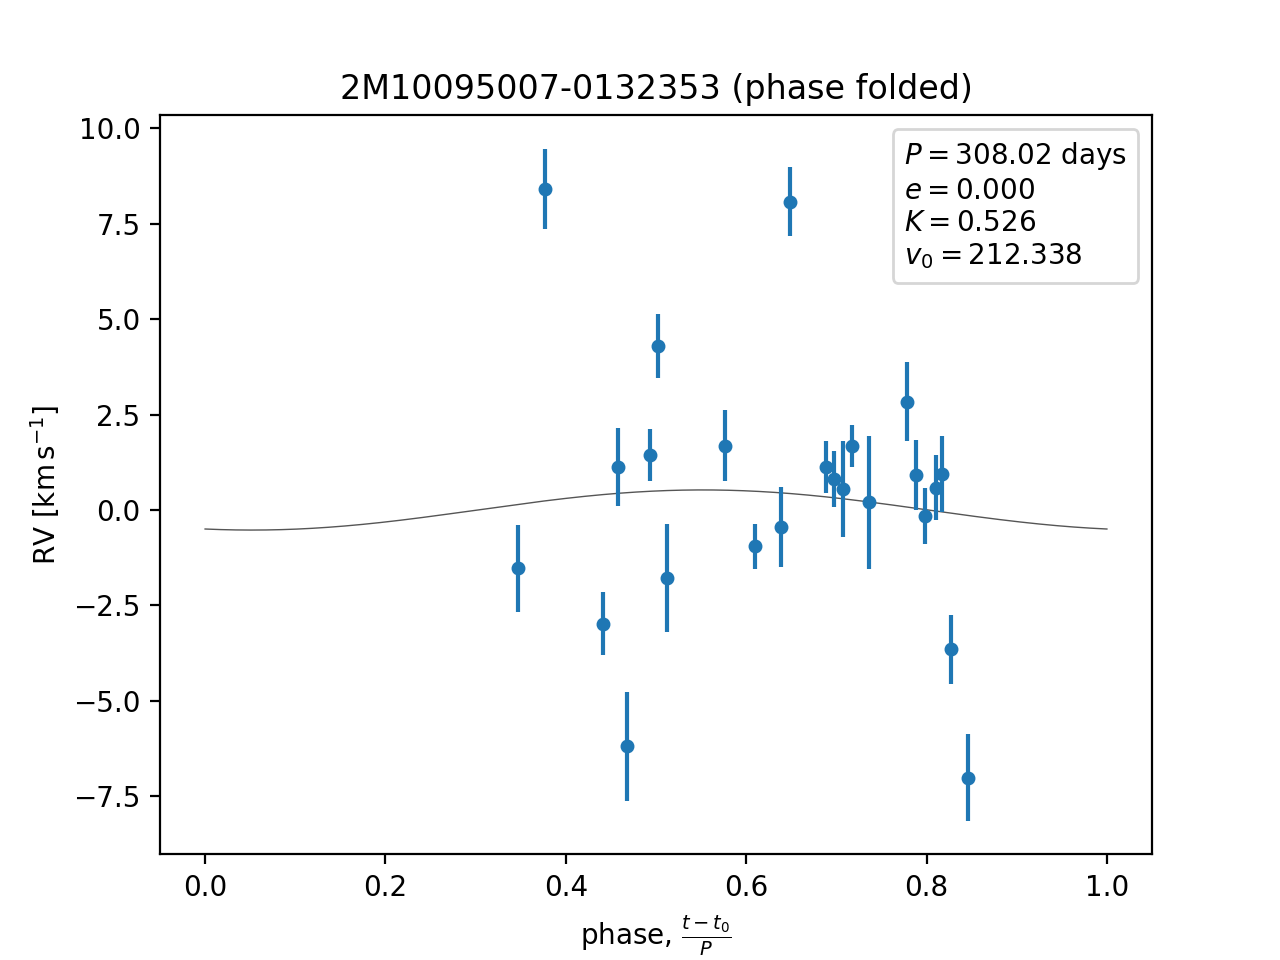 2M10095007-0132353 (phase folded)
P = 308.02 days
e = 0.000
K = 0.526
v₀ = 212.338
RV [km s⁻¹]
10.0
7.5
5.0
2.5
0.0
−2.5
−5.0
−7.5
0.0 0.2 0.4 0.6 0.8 1.0
phase, (t − t₀)/P